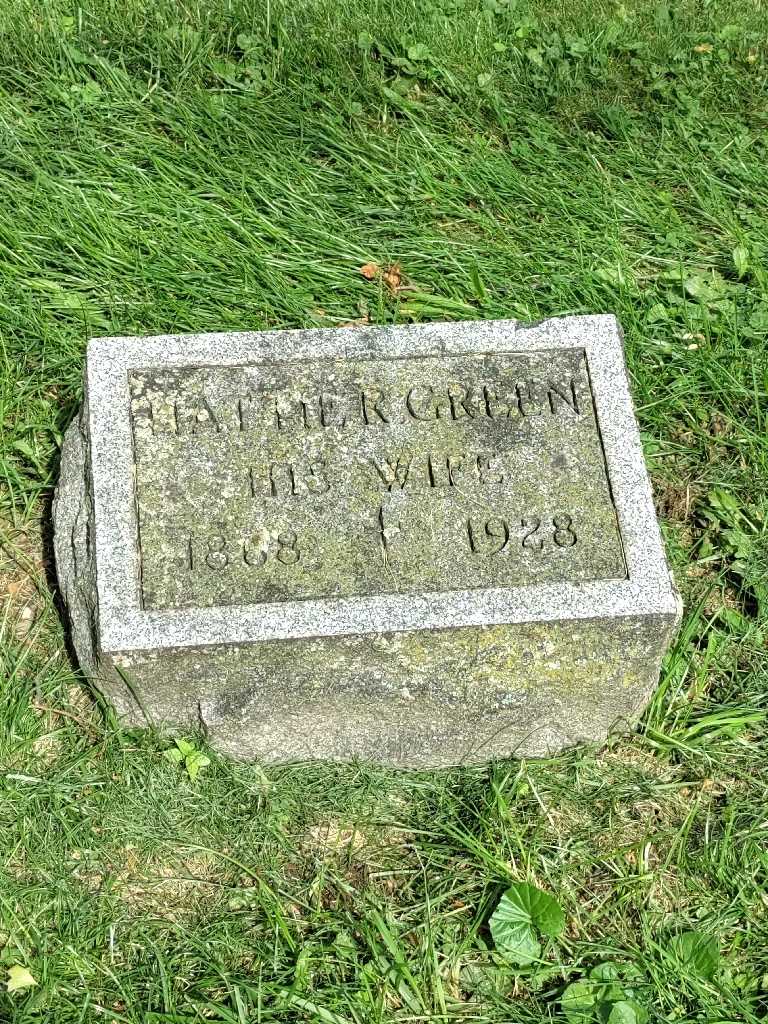 HATTIE R. GREEN
HIS WIFE
1868 1928